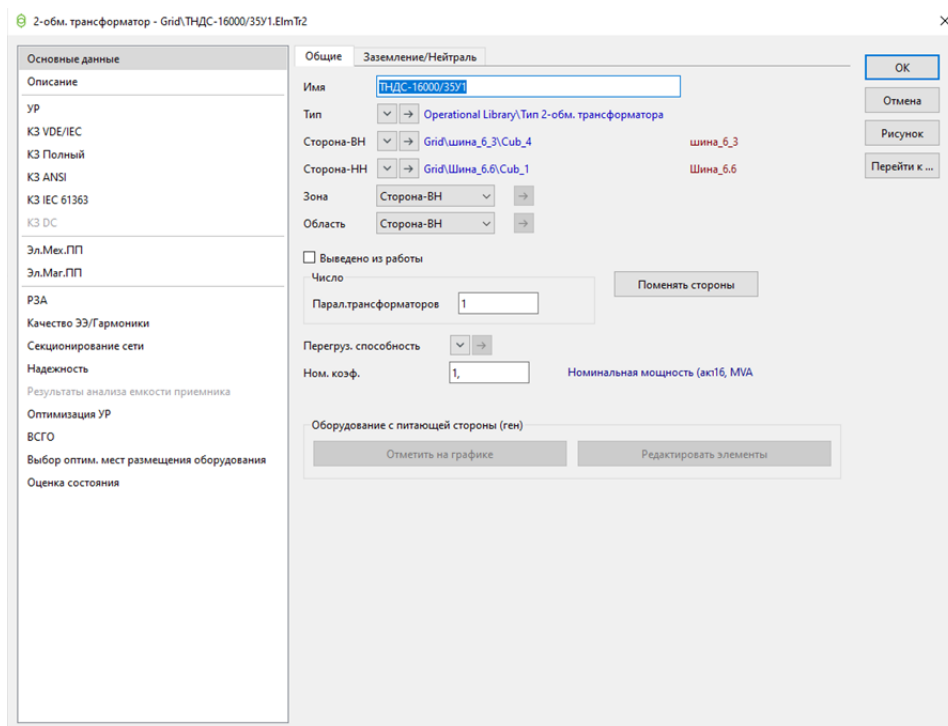 2-обм. трансформатор - Grid\ТНДС-16000/35У1.ElmTr2
Основные данные
Описание
УР
КЗ VDE/IEC
КЗ Полный
КЗ ANSI
КЗ IEC 61363
КЗ DC
Эл.Мех.ПП
Эл.Маг.ПП
РЗА
Качество ЭЭ/Гармоники
Секционирование сети
Надежность
Результаты анализа емкости приемника
Оптимизация УР
ВСГО
Выбор оптим. мест размещения оборудования
Оценка состояния
Общие Заземление/Нейтраль
Имя ТНДС-16000/35У1
Тип Operational Library\Тип 2-обм. трансформатора
Сторона-ВН Grid\шина_6_3\Cub_4 шина_6_3
Сторона-НН Grid\Шина_6.6\Cub_1 Шина_6.6
Зона Сторона-ВН
Область Сторона-ВН
Выведено из работы
Число
Парал.трансформаторов 1
Поменять стороны
Перегруз. способность
Ном. коэф. 1, Номинальная мощность (акт16, MVA
Оборудование с питающей стороны (ген)
Отметить на графике Редактировать элементы
OK
Отмена
Рисунок
Перейти к ...